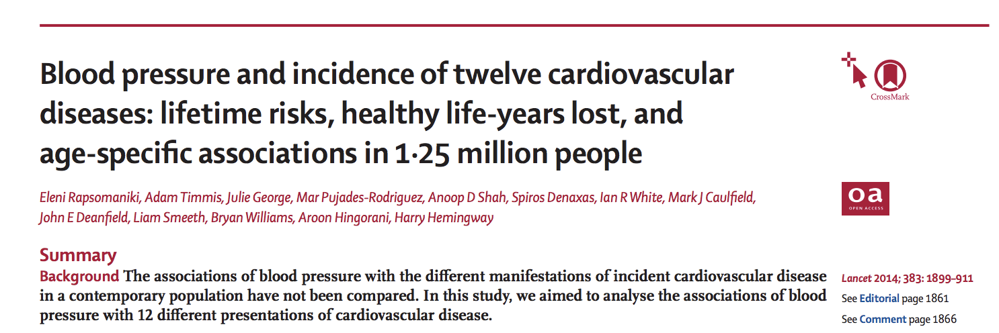 Blood pressure and incidence of twelve cardiovascular
diseases: lifetime risks, healthy life-years lost, and
age-specific associations in 1·25 million people
CrossMark
Eleni Rapsomaniki, Adam Timmis, Julie George, Mar Pujades-Rodriguez, Anoop D Shah, Spiros Denaxas, Ian R White, Mark J Caulfield,
John E Deanfield, Liam Smeeth, Bryan Williams, Aroon Hingorani, Harry Hemingway
oa
OPEN ACCESS
Summary
Background The associations of blood pressure with the different manifestations of incident cardiovascular disease
in a contemporary population have not been compared. In this study, we aimed to analyse the associations of blood
pressure with 12 different presentations of cardiovascular disease.
Lancet 2014; 383: 1899–911
See Editorial page 1861
See Comment page 1866